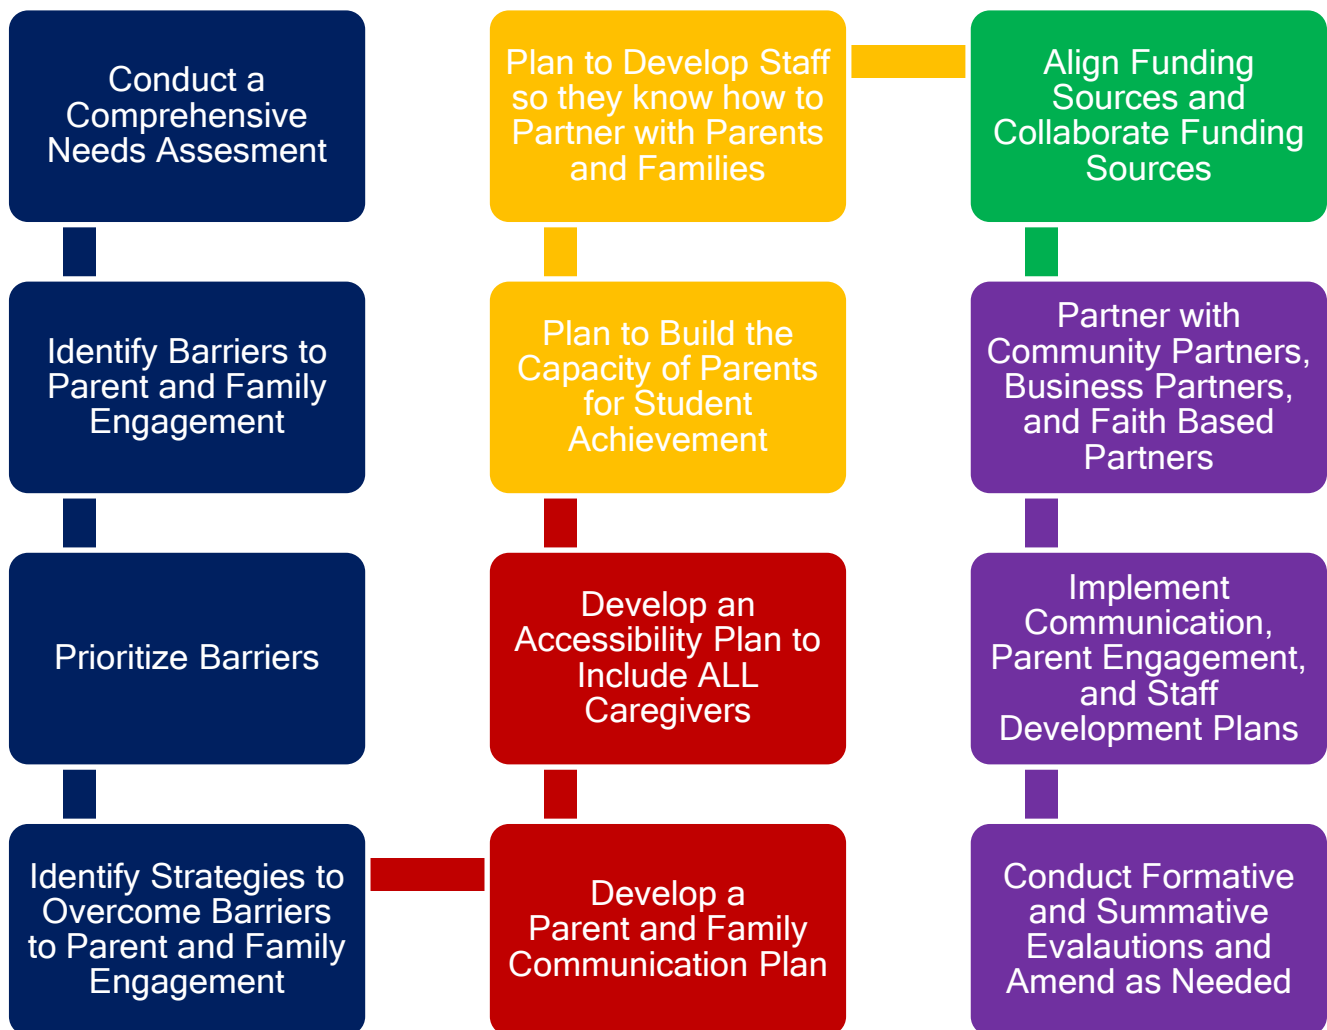 Conduct a
Comprehensive
Needs Assesment
Identify Barriers to
Parent and Family
Engagement
Prioritize Barriers
Identify Strategies to
Overcome Barriers
to Parent and Family
Engagement
Develop a
Parent and Family
Communication Plan
Develop an
Accessibility Plan to
Include ALL
Caregivers
Plan to Build the
Capacity of Parents
for Student
Achievement
Plan to Develop Staff
so they know how to
Partner with Parents
and Families
Align Funding
Sources and
Collaborate Funding
Sources
Partner with
Community Partners,
Business Partners,
and Faith Based
Partners
Implement
Communication,
Parent Engagement,
and Staff
Development Plans
Conduct Formative
and Summative
Evalautions and
Amend as Needed